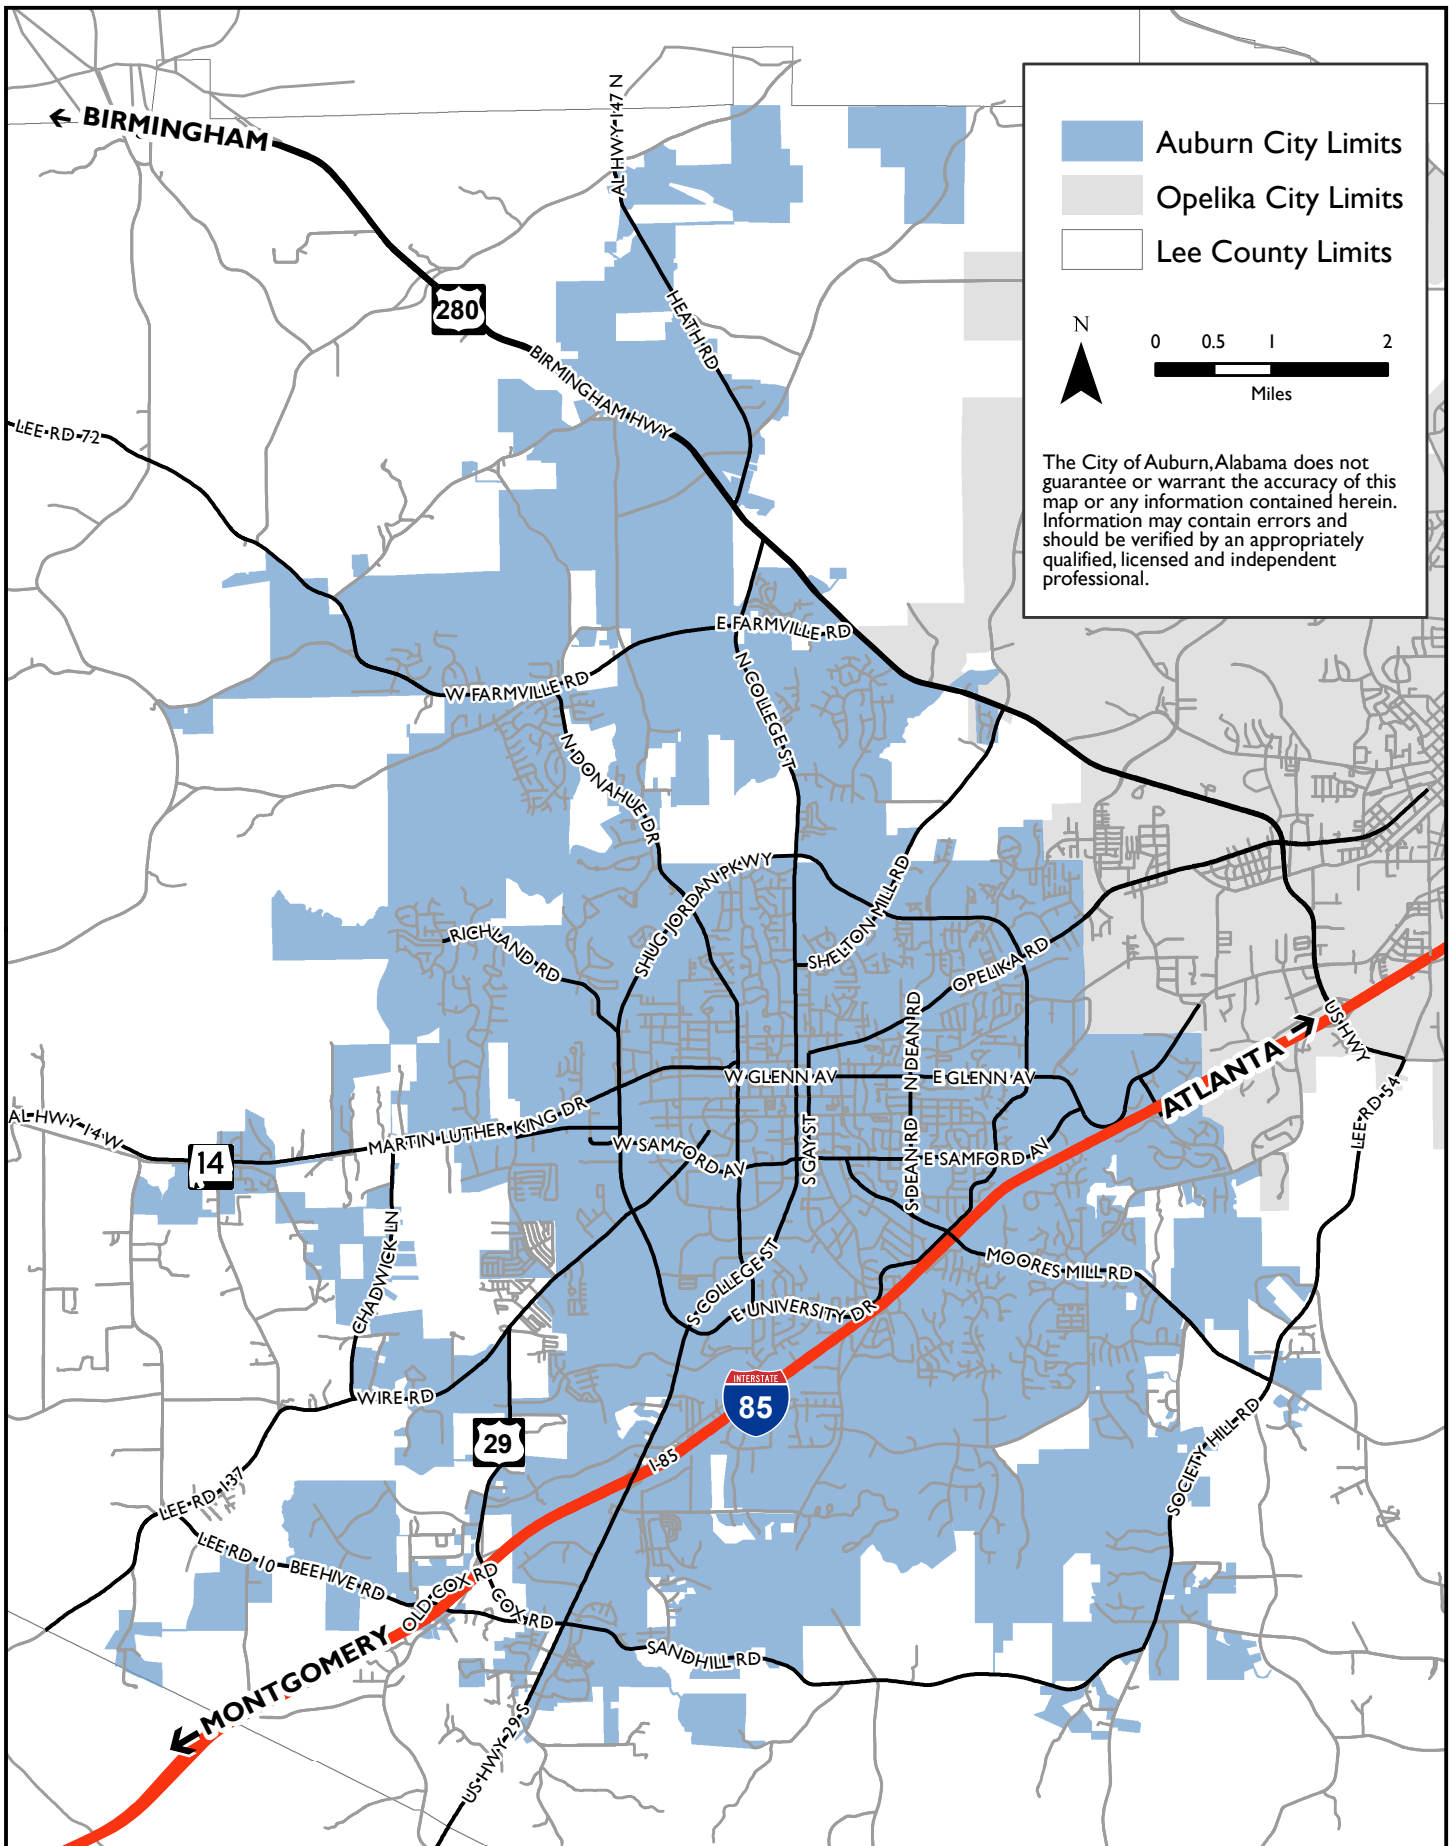 ← BIRMINGHAM
AL HWY 147 N
Auburn City Limits
Opelika City Limits
Lee County Limits
N
0 0.5 1 2
Miles
The City of Auburn, Alabama does not
guarantee or warrant the accuracy of this
map or any information contained herein.
Information may contain errors and
should be verified by an appropriately
qualified, licensed and independent
professional.
280
HEATH RD
BIRMINGHAM HWY
LEE RD 72
E FARMVILLE RD
W FARMVILLE RD
N COLLEGE ST
N DONAHUE DR
SHUG JORDAN PKWY
SHELTON MILL RD
RICHLAND RD
OPELIKA RD
N DEAN RD
US HWY
ATLANTA →
W GLENN AV
E GLENN AV
LEE RD 54
AL HWY 14 W
14
MARTIN LUTHER KING DR
W SAMFORD AV
S GAY ST
S DEAN RD
E SAMFORD AV
CHADWICK LN
MOORES MILL RD
S COLLEGE ST
E UNIVERSITY DR
WIRE RD
INTERSTATE
85
29
I-85
SOCIETY HILL RD
LEE RD 137
LEE RD 10
BEEHIVE RD
OLD COX RD
COX RD
SANDHILL RD
← MONTGOMERY
US HWY 29 S